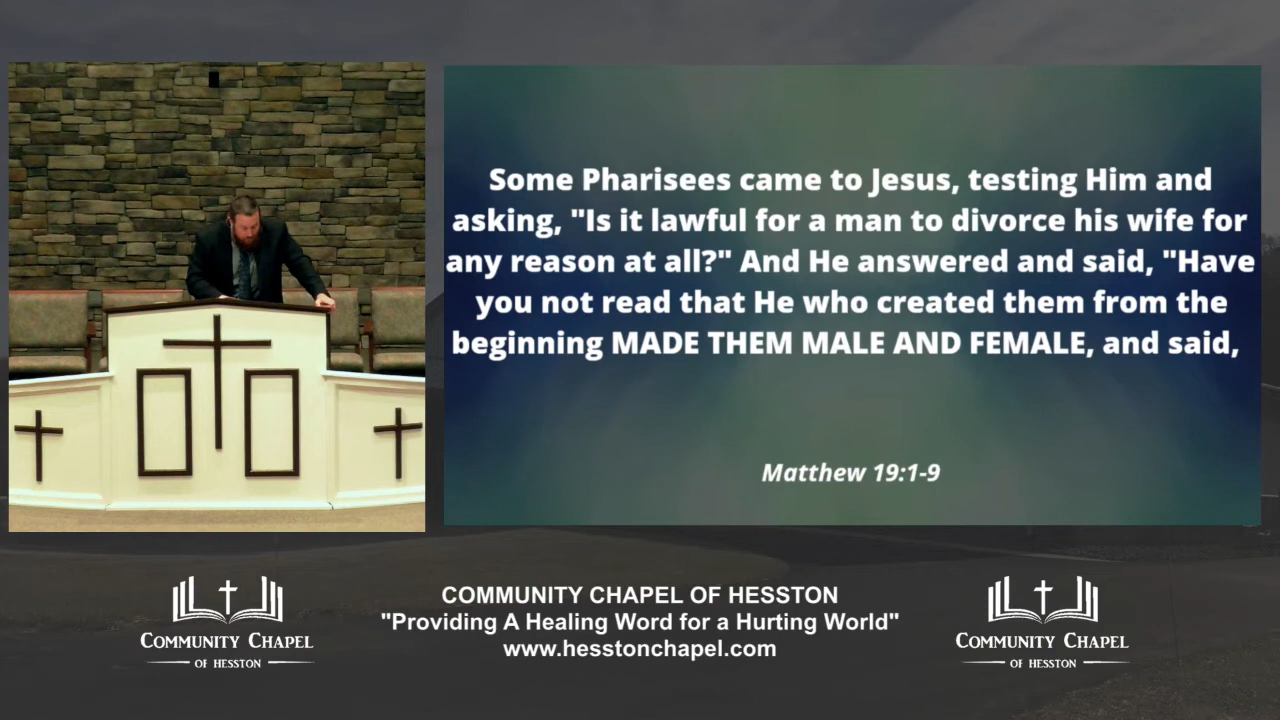 Some Pharisees came to Jesus, testing Him and
asking, "Is it lawful for a man to divorce his wife for
any reason at all?" And He answered and said, "Have
you not read that He who created them from the
beginning MADE THEM MALE AND FEMALE, and said,
Matthew 19:1-9
COMMUNITY CHAPEL OF HESSTON
"Providing A Healing Word for a Hurting World"
www.hesstonchapel.com
COMMUNITY CHAPEL
OF HESSTON
COMMUNITY CHAPEL
OF HESSTON